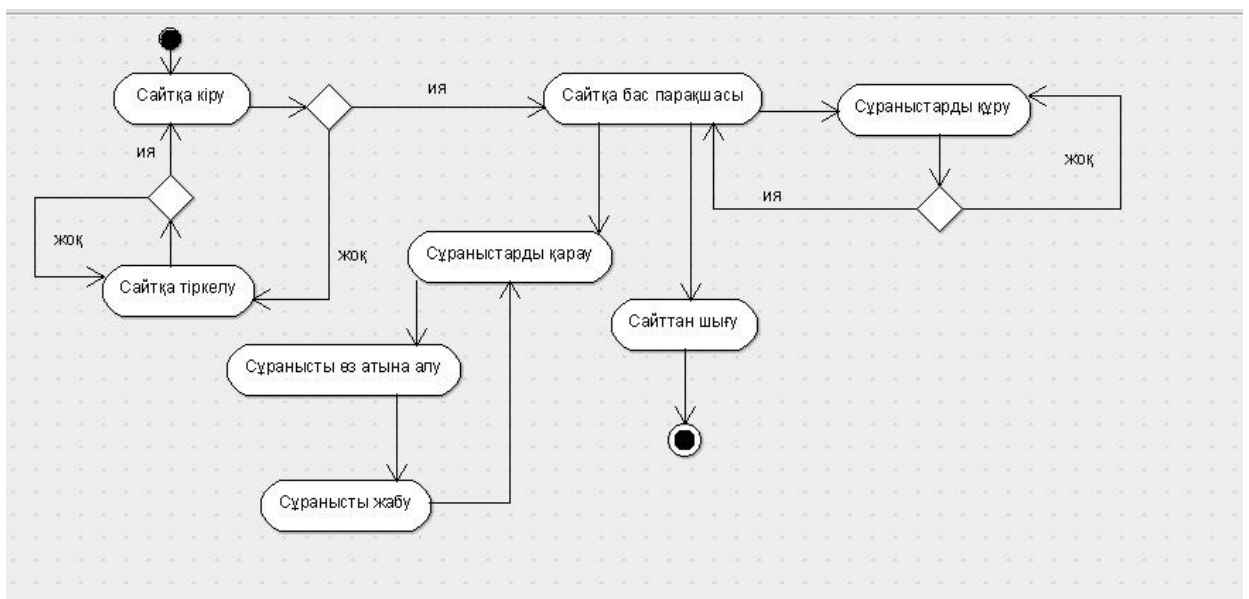 Сайтқа кіру
ия
Сайтқа бас парақшасы
Сұраныстарды құру
ия
жоқ
ия
жоқ
жоқ
Сұраныстарды қарау
Сайтқа тіркелу
Сайттан шығу
Сұранысты өз атына алу
Сұранысты жабу